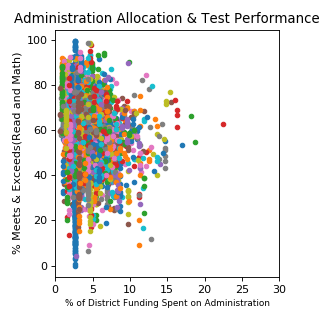 Administration Allocation & Test Performance
% Meets & Exceeds(Read and Math)
100
80
60
40
20
0
0 5 10 15 20 25 30
% of District Funding Spent on Administration